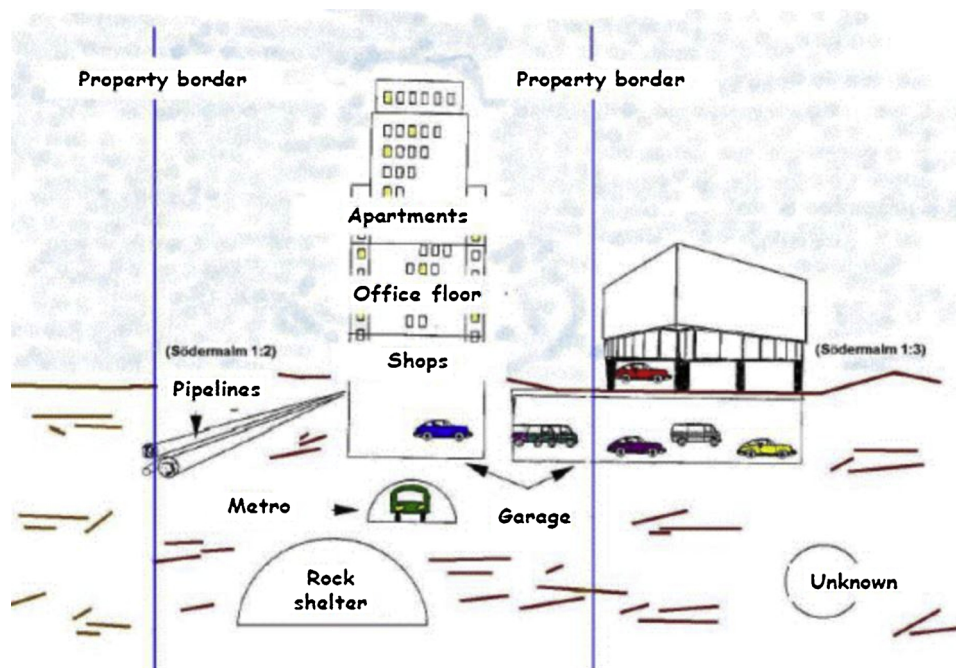 Property border
Property border
Apartments
Office floor
(Södermalm 1:2)
Shops
(Södermalm 1:3)
Pipelines
Metro
Garage
Rock
shelter
Unknown